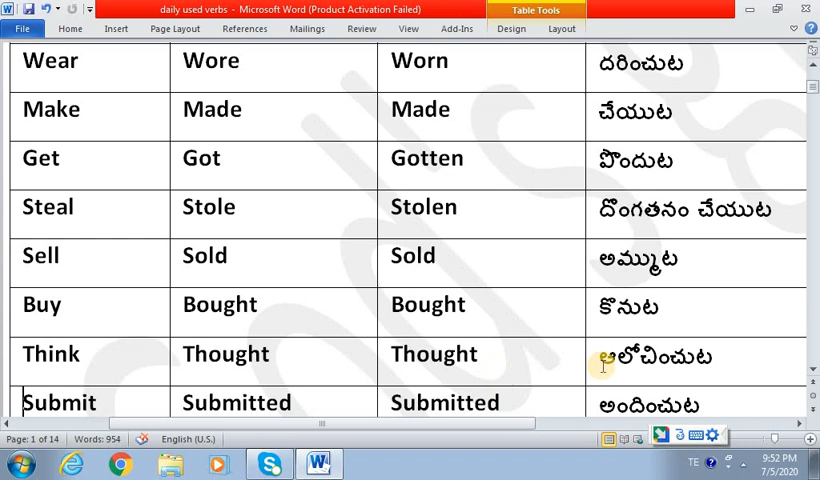 daily used verbs - Microsoft Word (Product Activation Failed)
Table Tools
File Home Insert Page Layout References Mailings Review View Add-Ins Design Layout
Wear Wore Worn దరించుట
Make Made Made చేయుట
Get Got Gotten పొందుట
Steal Stole Stolen దొంగతనం చేయుట
Sell Sold Sold అమ్ముట
Buy Bought Bought కొనుట
Think Thought Thought ఆలోచించుట
Submit Submitted Submitted అందించుట
Page: 1 of 14 Words: 954 English (U.S.)
TE 9:52 PM
7/5/2020